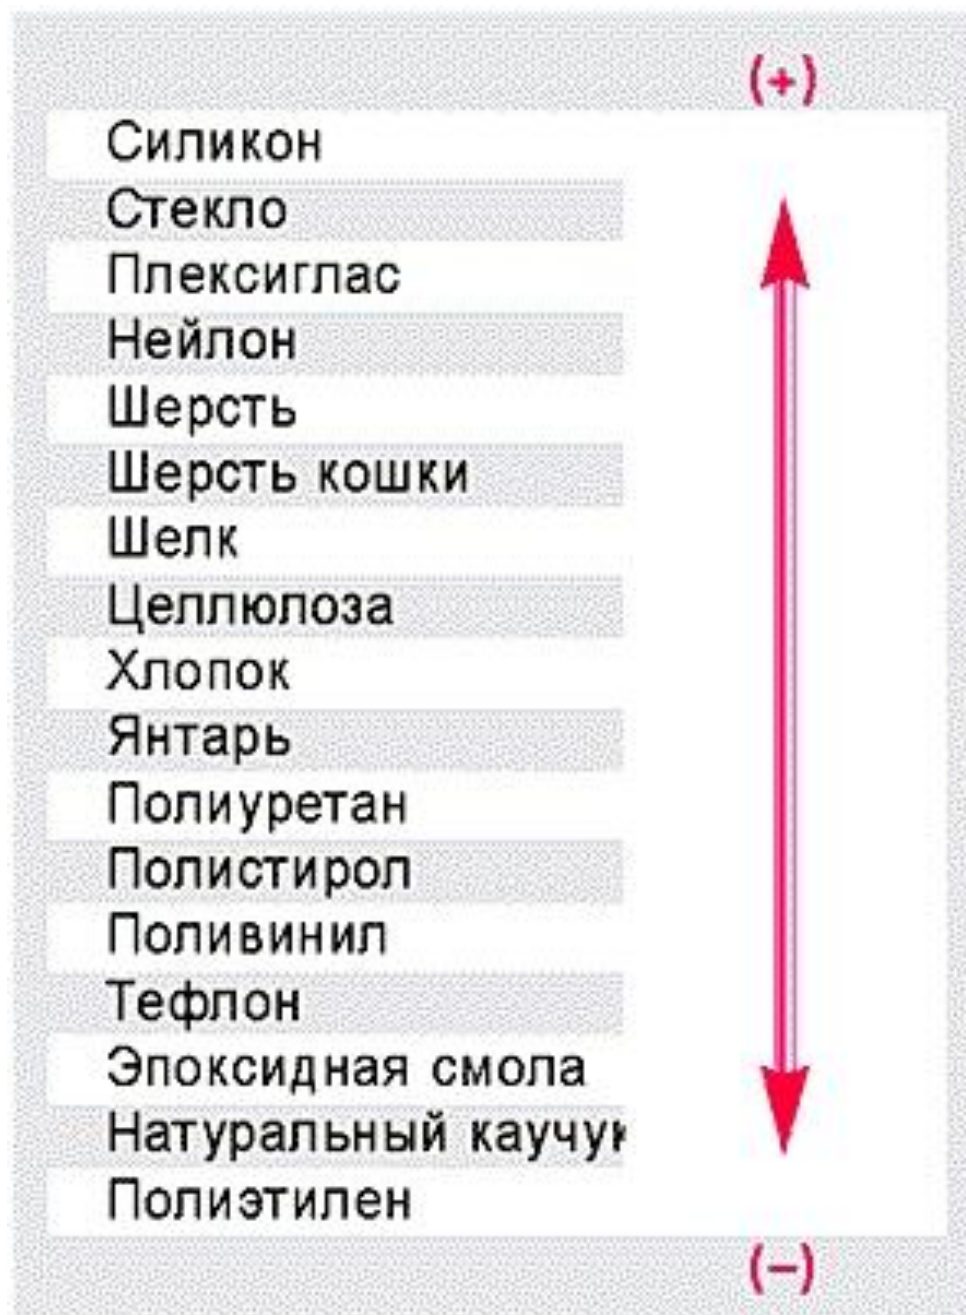 (+)
Силикон
Стекло
Плексиглас
Нейлон
Шерсть
Шерсть кошки
Шелк
Целлюлоза
Хлопок
Янтарь
Полиуретан
Полистирол
Поливинил
Тефлон
Эпоксидная смола
Натуральный каучук
Полиэтилен
(–)